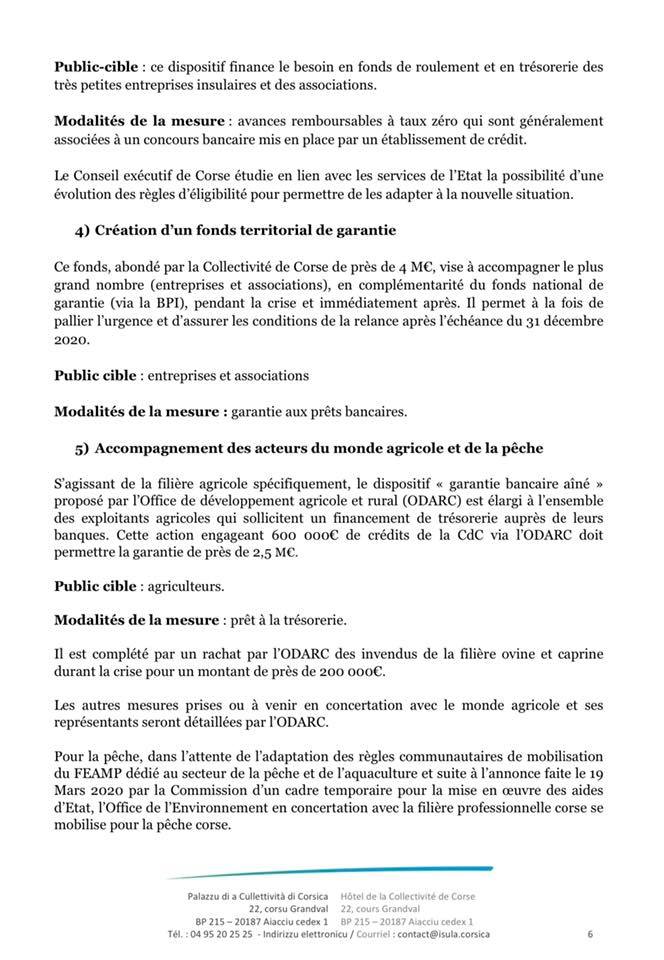 Public-cible : ce dispositif finance le besoin en fonds de roulement et en trésorerie des
très petites entreprises insulaires et des associations.
Modalités de la mesure : avances remboursables à taux zéro qui sont généralement
associées à un concours bancaire mis en place par un établissement de crédit.
Le Conseil exécutif de Corse étudie en lien avec les services de l'Etat la possibilité d'une
évolution des règles d'éligibilité pour permettre de les adapter à la nouvelle situation.
4) Création d'un fonds territorial de garantie
Ce fonds, abondé par la Collectivité de Corse de près de 4 M€, vise à accompagner le plus
grand nombre (entreprises et associations), en complémentarité du fonds national de
garantie (via la BPI), pendant la crise et immédiatement après. Il permet à la fois de
pallier l'urgence et d'assurer les conditions de la relance après l'échéance du 31 décembre
2020.
Public cible : entreprises et associations
Modalités de la mesure : garantie aux prêts bancaires.
5) Accompagnement des acteurs du monde agricole et de la pêche
S'agissant de la filière agricole spécifiquement, le dispositif « garantie bancaire aîné »
proposé par l'Office de développement agricole et rural (ODARC) est élargi à l'ensemble
des exploitants agricoles qui sollicitent un financement de trésorerie auprès de leurs
banques. Cette action engageant 600 000€ de crédits de la CdC via l'ODARC doit
permettre la garantie de près de 2,5 M€.
Public cible : agriculteurs.
Modalités de la mesure : prêt à la trésorerie.
Il est complété par un rachat par l'ODARC des invendus de la filière ovine et caprine
durant la crise pour un montant de près de 200 000€.
Les autres mesures prises ou à venir en concertation avec le monde agricole et ses
représentants seront détaillées par l'ODARC.
Pour la pêche, dans l'attente de l'adaptation des règles communautaires de mobilisation
du FEAMP dédié au secteur de la pêche et de l'aquaculture et suite à l'annonce faite le 19
Mars 2020 par la Commission d'un cadre temporaire pour la mise en œuvre des aides
d'Etat, l'Office de l'Environnement en concertation avec la filière professionnelle corse se
mobilise pour la pêche corse.
Palazzu di a Cullettività di Corsica Hôtel de la Collectivité de Corse
22, corsu Grandval 22, cours Grandval
BP 215 – 20187 Aiacciu cedex 1 BP 215 – 20187 Aiacciu cedex 1
Tél. : 04 95 20 25 25 - Indirizzu elettronicu / Courriel : contact@isula.corsica 6